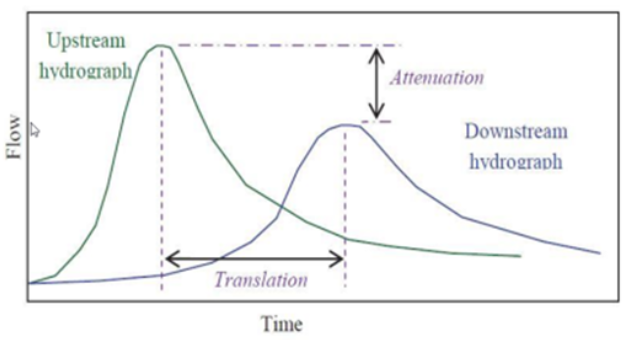 Upstream
hydrograph
Attenuation
Downstream
hydrograph
Flow
Translation
Time